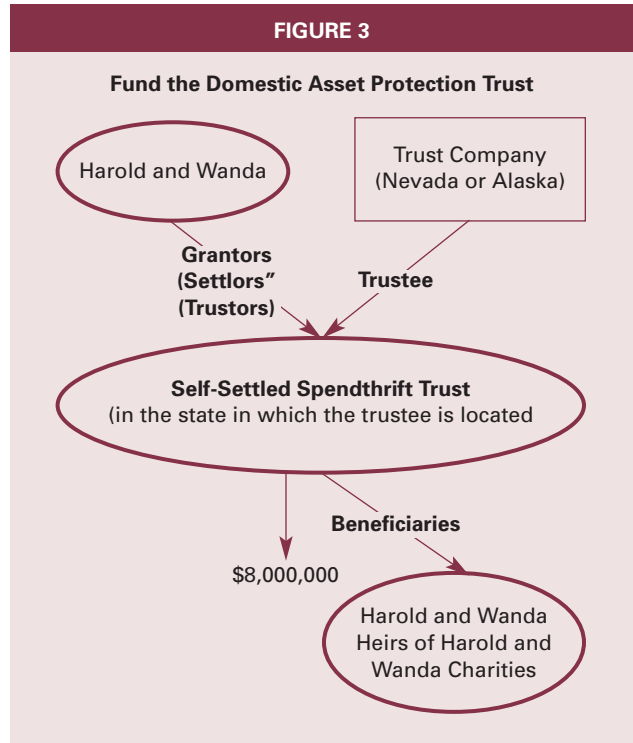 FIGURE 3
Fund the Domestic Asset Protection Trust
Harold and Wanda
Trust Company
(Nevada or Alaska)
Grantors
(Settlors”
(Trustors)
Trustee
Self-Settled Spendthrift Trust
(in the state in which the trustee is located
Beneficiaries
$8,000,000
Harold and Wanda
Heirs of Harold and
Wanda Charities